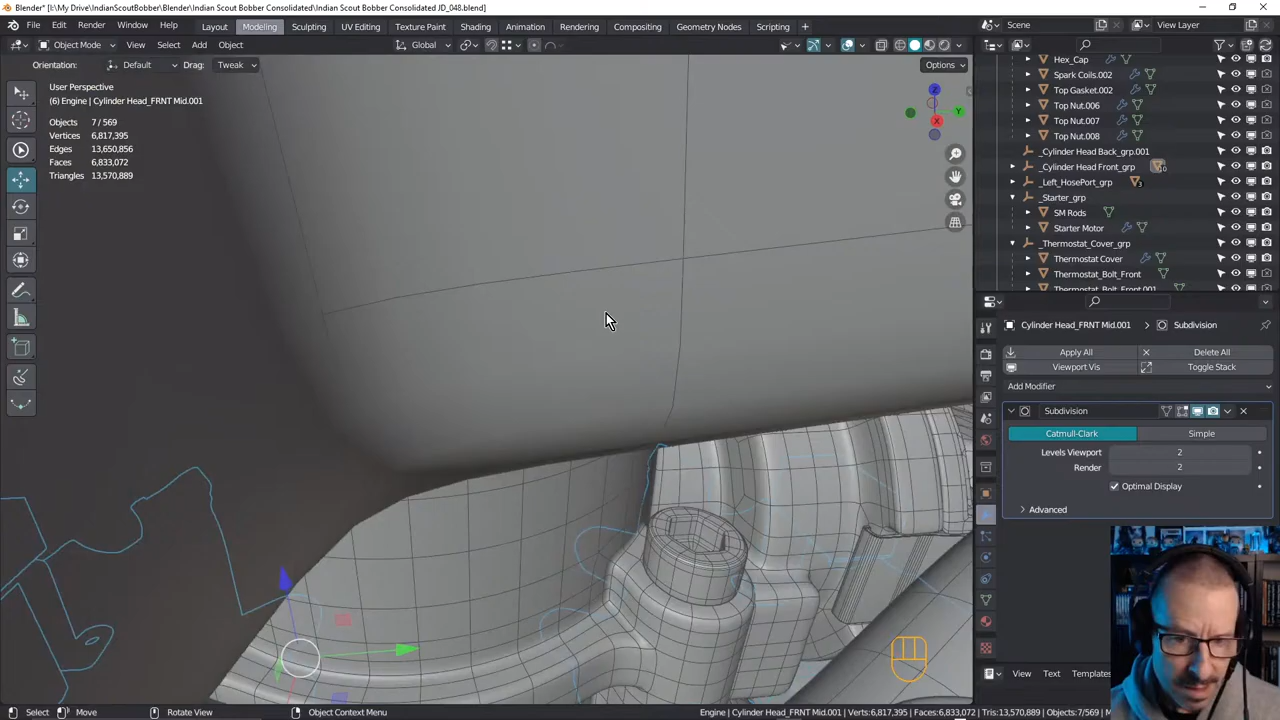 Blender* [I:\My Drive\IndianScoutBobber\Blender\Indian Scout Bobber Consolidated\Indian Scout Bobber Consolidated JD_048.blend]
File Edit Render Window Help Layout Modeling Sculpting UV Editing Texture Paint Shading Animation Rendering Compositing Geometry Nodes Scripting + Scene View Layer
Object Mode View Select Add Object Global
Orientation: Default Drag: Tweak Options
User Perspective
(6) Engine | Cylinder Head_FRNT Mid.001
Objects 7 / 569
Vertices 6,817,395
Edges 13,650,856
Faces 6,833,072
Triangles 13,570,889
Z
Y
X
Hex_Cap
Spark Coils.002
Top Gasket.002
Top Nut.006
Top Nut.007
Top Nut.008
_Cylinder Head Back_grp.001
_Cylinder Head Front_grp
_Left_HosePort_grp 3
_Starter_grp
SM Rods
Starter Motor
_Thermostat_Cover_grp
Thermostat Cover
Thermostat_Bolt_Front
Thermostat_Bolt_Front.001
Cylinder Head_FRNT Mid.001 Subdivision
Apply All Delete All
Viewport Vis Toggle Stack
Add Modifier
Subdivision
Catmull-Clark Simple
Levels Viewport 2
Render 2
Optimal Display
Advanced
View Text Templates
Select Move Rotate View Object Context Menu Engine | Cylinder Head_FRNT Mid.001 | Verts:6,817,395 | Faces:6,833,072 | Tris:13,570,889 | Objects:7/569